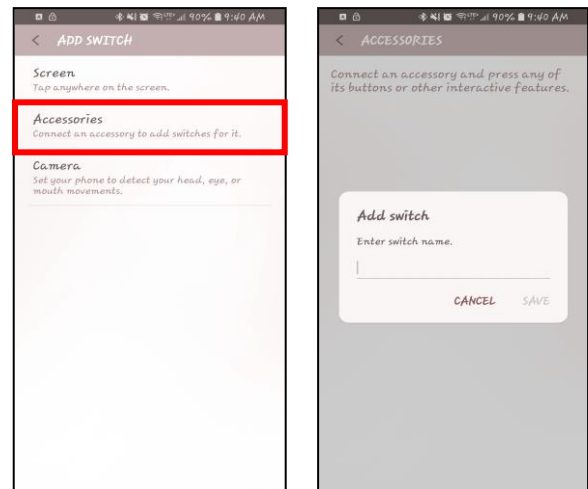 90% 9:40 AM
< ADD SWITCH
Screen
Tap anywhere on the screen.
Accessories
Connect an accessory to add switches for it.
Camera
Set your phone to detect your head, eye, or
mouth movements.
90% 9:40 AM
< ACCESSORIES
Connect an accessory and press any of
its buttons or other interactive features.
Add switch
Enter switch name.
CANCEL SAVE